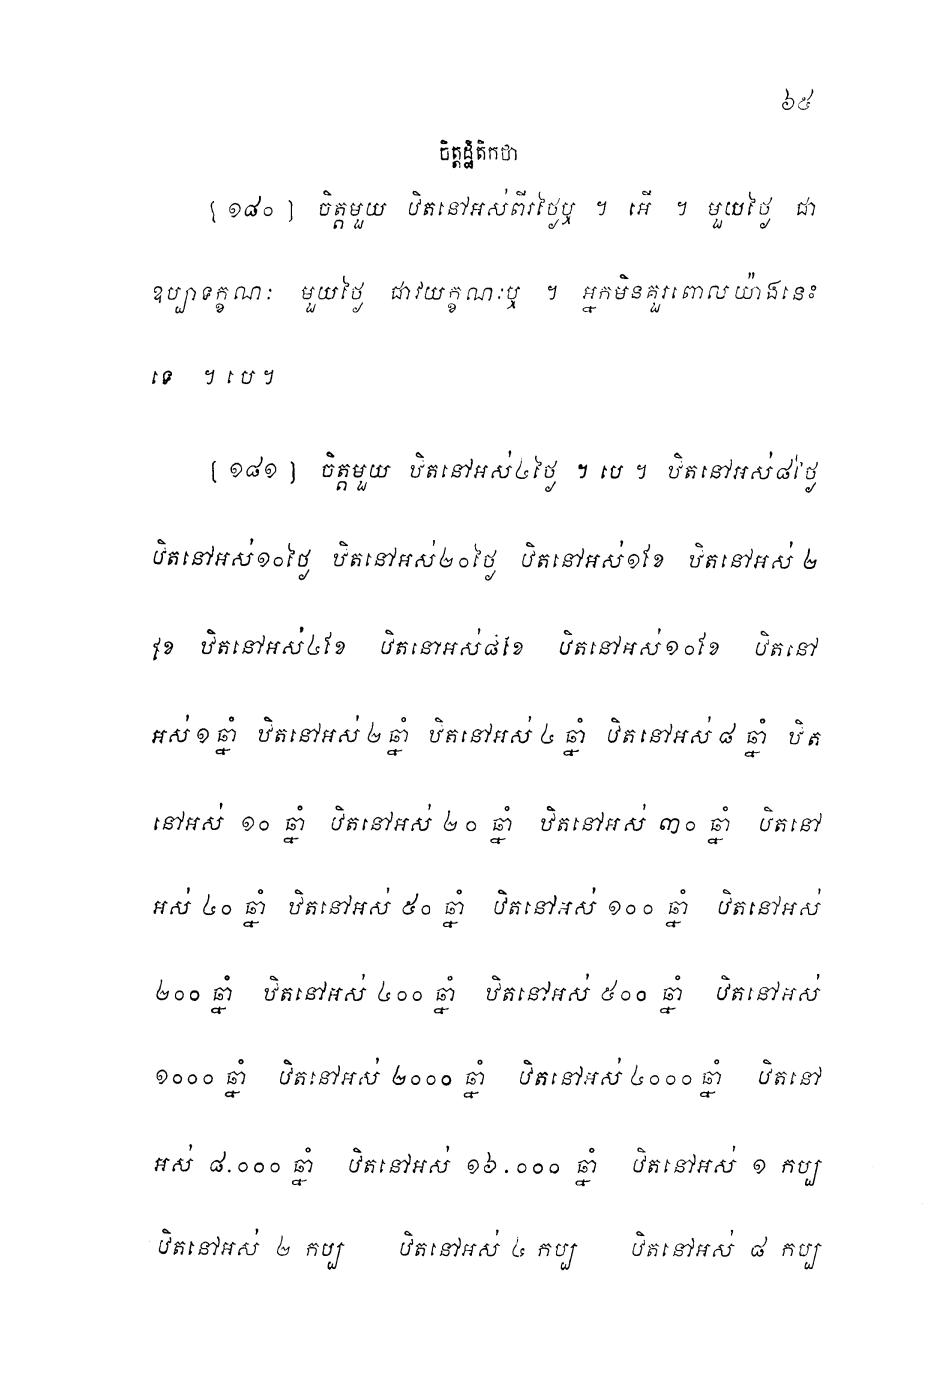 ៦៥
ចិត្តដ្ឋិតិកថា
[ ១៨០ ] ចិត្តមួយ ឋិតនៅអស់ពីរថ្ងៃឬ ។ អើ ។ មួយថ្ងៃ ជា
ឧប្បាទក្ខណៈ មួយថ្ងៃ ជាវយក្ខណៈឬ ។ អ្នកមិនគួរពោលយ៉ាងនេះ
ទេ ។ បេ។
[ ១៨១ ] ចិត្តមួយ ឋិតនៅអស់៤ថ្ងៃ ។ បេ ។ ឋិតនៅអស់៨ថ្ងៃ
ឋិតនៅអស់១០ថ្ងៃ ឋិតនៅអស់២០ថ្ងៃ ឋិតនៅអស់១ខែ ឋិតនៅអស់ ២
ខែ ឋិតនៅអស់៤ខែ ឋិតនៅអស់៨ខែ ឋិតនៅអស់១០ខែ ឋិតនៅ
អស់ ១ ឆ្នាំ ឋិតនៅអស់ ២ ឆ្នាំ ឋិតនៅអស់ ៤ ឆ្នាំ ឋិតនៅអស់ ៨ ឆ្នាំ ឋិត
នៅអស់ ១០ ឆ្នាំ ឋិតនៅអស់ ២០ ឆ្នាំ ឋិតនៅអស់ ៣០ ឆ្នាំ ឋិតនៅ
អស់ ៤០ ឆ្នាំ ឋិតនៅអស់ ៥០ ឆ្នាំ ឋិតនៅអស់ ១០០ ឆ្នាំ ឋិតនៅអស់
២០០ ឆ្នាំ ឋិតនៅអស់ ៤០០ ឆ្នាំ ឋិតនៅអស់ ៥០០ ឆ្នាំ ឋិតនៅអស់
១០០០ ឆ្នាំ ឋិតនៅអស់ ២០០០ ឆ្នាំ ឋិតនៅអស់ ៤០០០ ឆ្នាំ ឋិតនៅ
អស់ ៨.០០០ ឆ្នាំ ឋិតនៅអស់ ១៦.០០០ ឆ្នាំ ឋិតនៅអស់ ១ កប្ប
ឋិតនៅអស់ ២ កប្ប ឋិតនៅអស់ ៤ កប្ប ឋិតនៅអស់ ៨ កប្ប